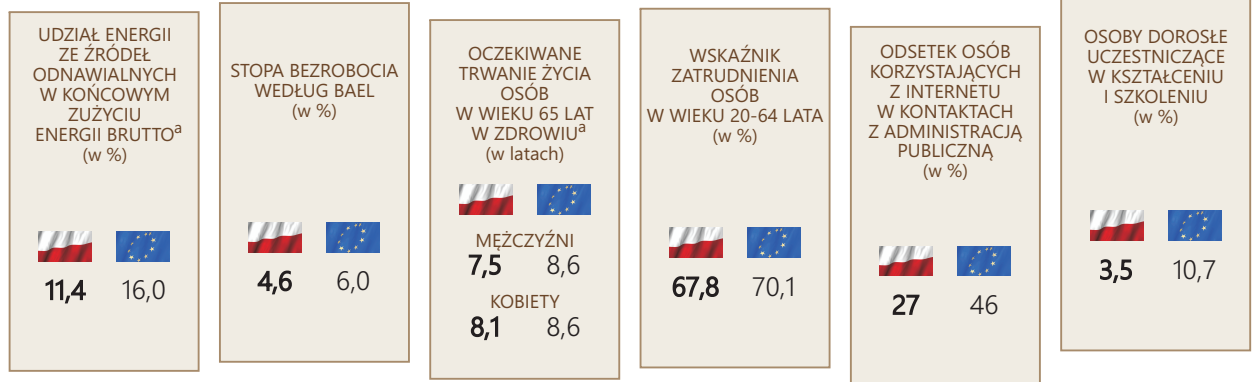 UDZIAŁ ENERGII
ZE ŹRÓDEŁ
ODNAWIALNYCH
W KOŃCOWYM
ZUŻYCIU
ENERGII BRUTTOª
(w %)
11,4 16,0
STOPA BEZROBOCIA
WEDŁUG BAEL
(w %)
4,6 6,0
OCZEKIWANE
TRWANIE ŻYCIA
OSÓB
W WIEKU 65 LAT
W ZDROWIUª
(w latach)
MĘŻCZYŹNI
7,5 8,6
KOBIETY
8,1 8,6
WSKAŹNIK
ZATRUDNIENIA
OSÓB
W WIEKU 20-64 LATA
(w %)
67,8 70,1
ODSETEK OSÓB
KORZYSTAJĄCYCH
Z INTERNETU
W KONTAKTACH
Z ADMINISTRACJĄ
PUBLICZNĄ
(w %)
27 46
OSOBY DOROSŁE
UCZESTNICZĄCE
W KSZTAŁCENIU
I SZKOLENIU
(w %)
3,5 10,7